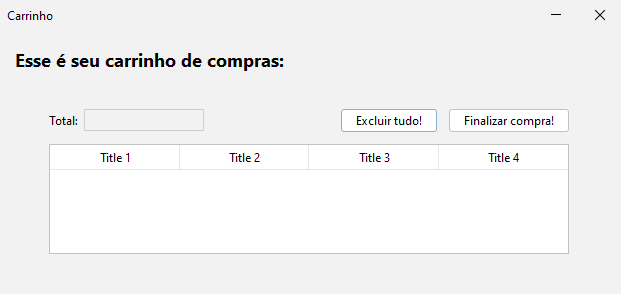 Carrinho
Esse é seu carrinho de compras:
Total: Excluir tudo! Finalizar compra!
Title 1 Title 2 Title 3 Title 4